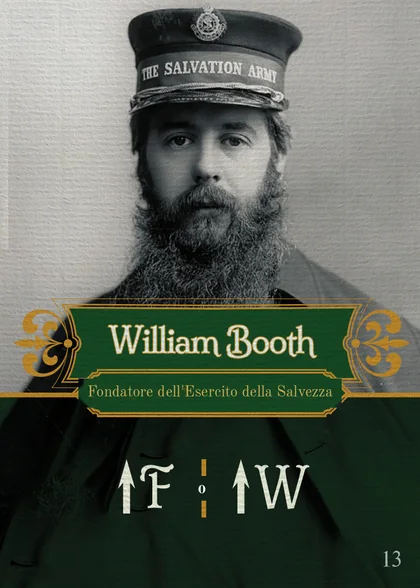 THE SALVATION ARMY
William Booth
Fondatore dell'Esercito della Salvezza
F o W
13